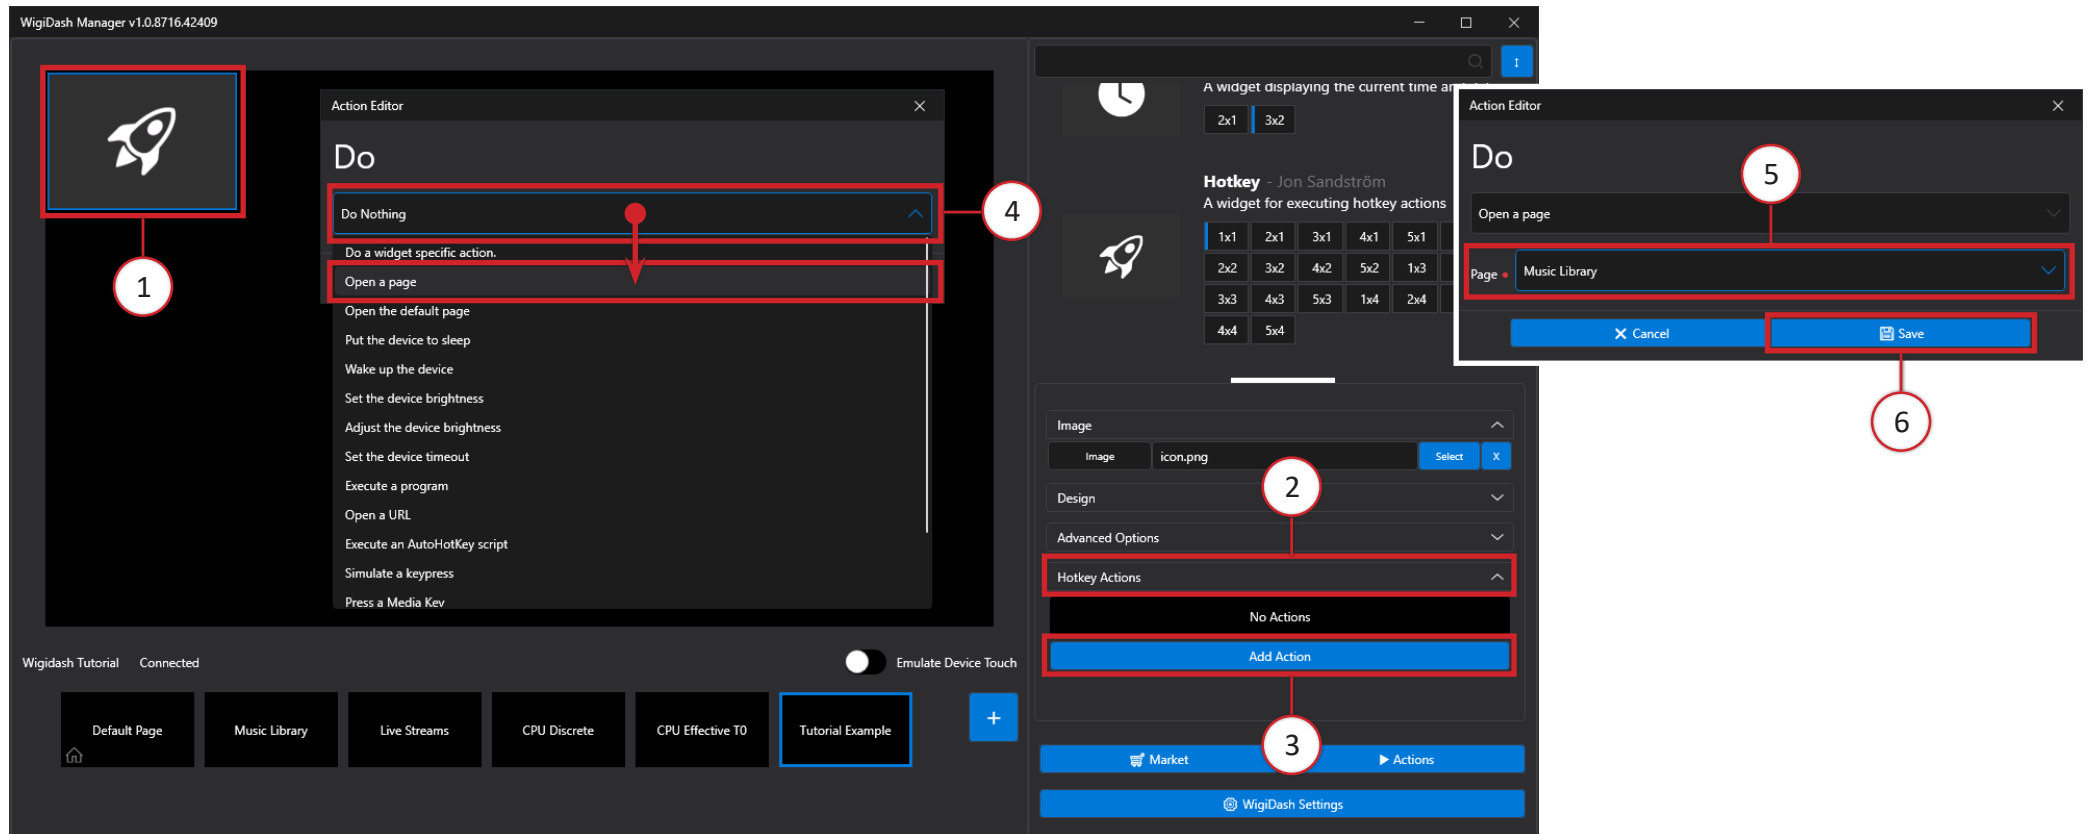 WigiDash Manager v1.0.8716.42409
1
Action Editor
Do
Do Nothing
4
Do a widget specific action.
Open a page
Open the default page
Put the device to sleep
Wake up the device
Set the device brightness
Adjust the device brightness
Set the device timeout
Execute a program
Open a URL
Execute an AutoHotKey script
Simulate a keypress
Press a Media Key
Wigidash Tutorial Connected
Emulate Device Touch
Default Page
Music Library
Live Streams
CPU Discrete
CPU Effective T0
Tutorial Example
+
A widget displaying the current time
2x1 3x2
Hotkey - Jon Sandström
A widget for executing hotkey actions
1x1 2x1 3x1 4x1 5x1
2x2 3x2 4x2 5x2 1x3
3x3 4x3 5x3 1x4 2x4
4x4 5x4
Image
Image icon.png Select X
2
Design
Advanced Options
Hotkey Actions
No Actions
Add Action
3
Market
Actions
WigiDash Settings
Action Editor
Do
5
Open a page
Page Music Library
Cancel
Save
6